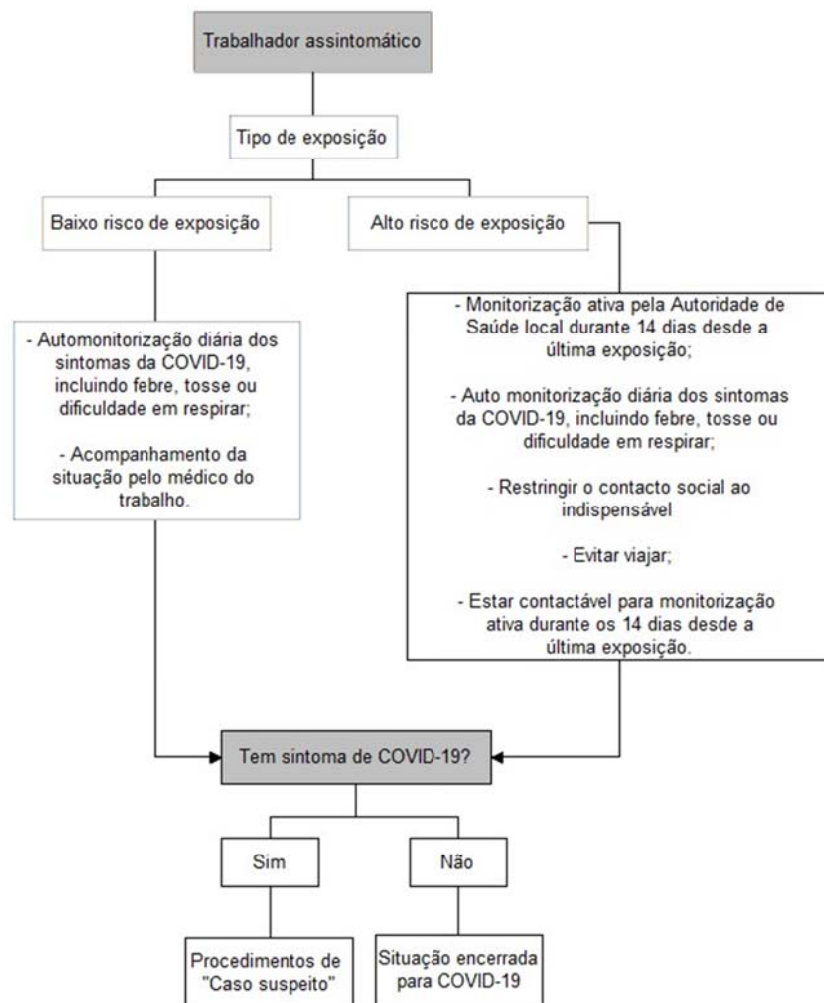 Trabalhador assintomático
Tipo de exposição
Baixo risco de exposição
Alto risco de exposição
- Automonitorização diária dos
sintomas da COVID-19,
incluindo febre, tosse ou
dificuldade em respirar;
- Acompanhamento da
situação pelo médico do
trabalho.
- Monitorização ativa pela Autoridade de
Saúde local durante 14 dias desde a
última exposição;
- Auto monitorização diária dos sintomas
da COVID-19, incluindo febre, tosse ou
dificuldade em respirar;
- Restringir o contacto social ao
indispensável
- Evitar viajar;
- Estar contactável para monitorização
ativa durante os 14 dias desde a
última exposição.
Tem sintoma de COVID-19?
Sim
Não
Procedimentos de
"Caso suspeito"
Situação encerrada
para COVID-19